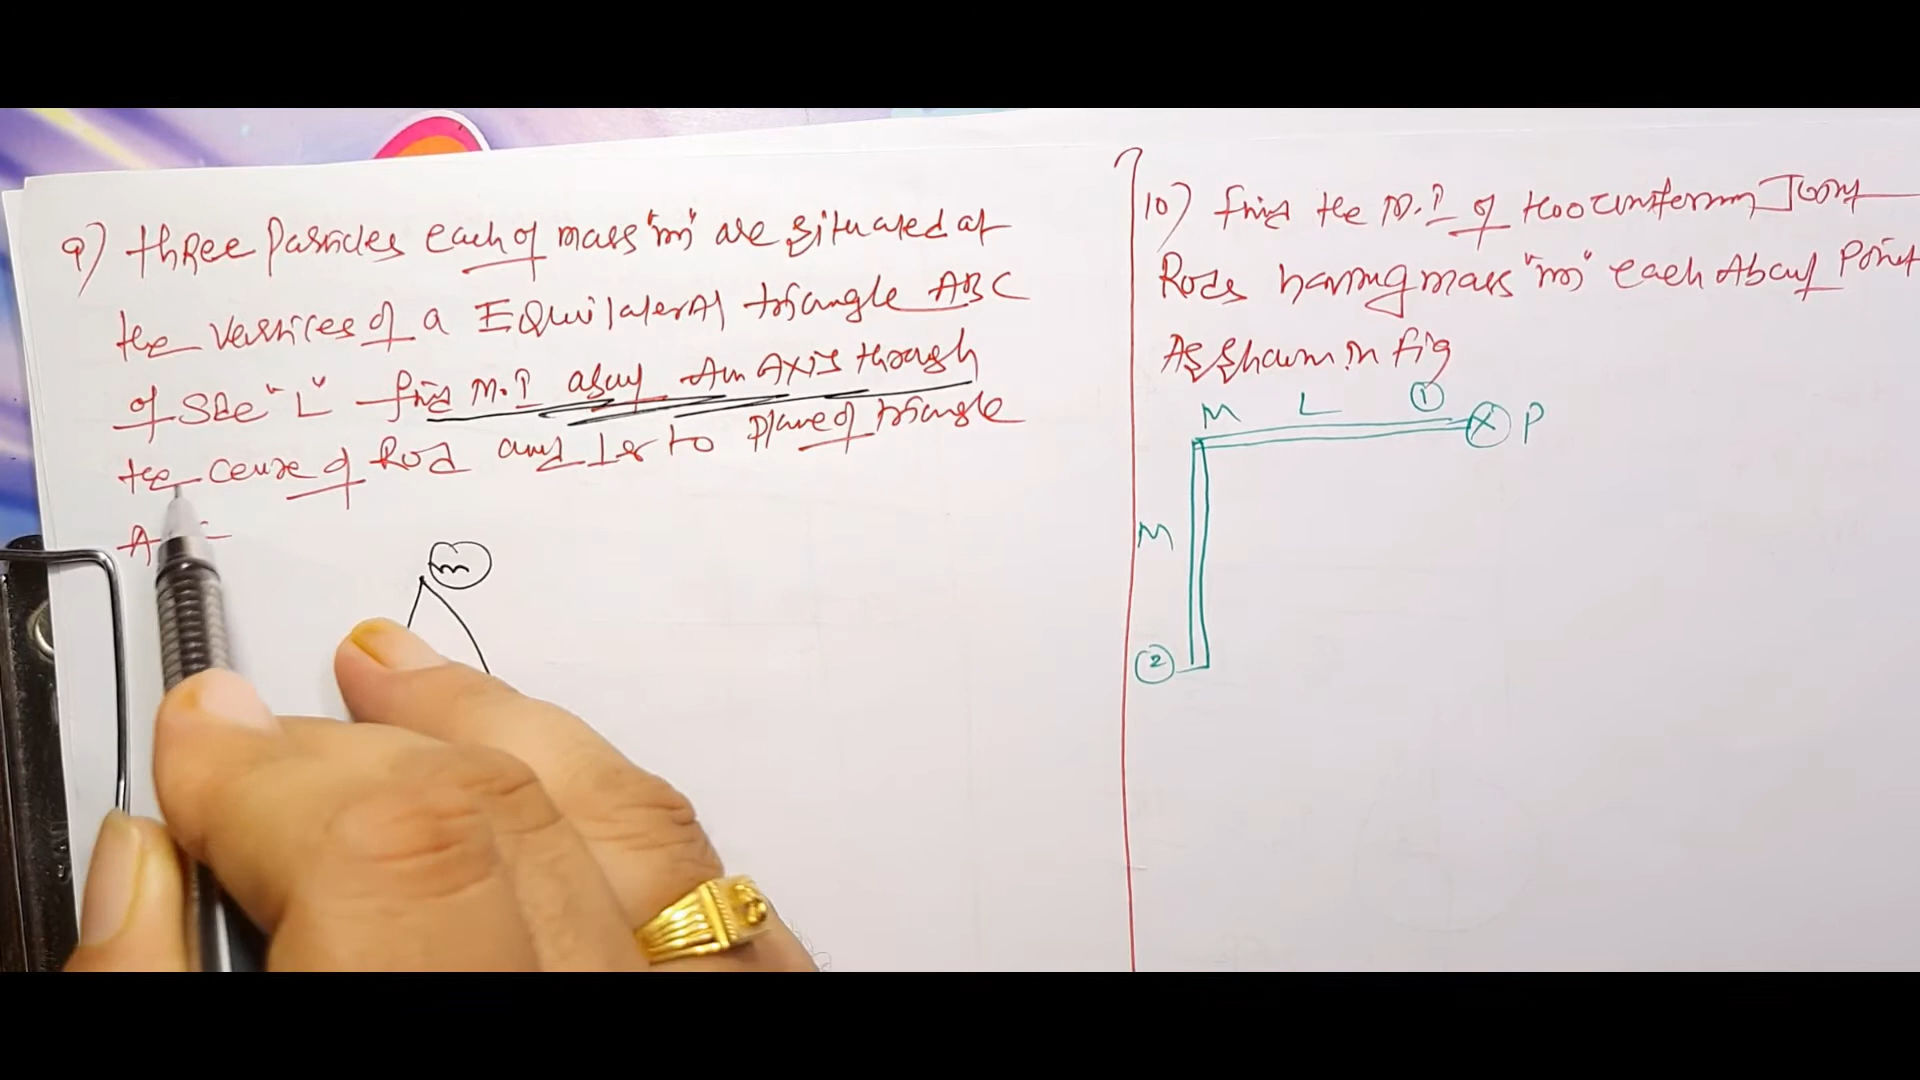 9) three Particles each of mass "m" are situated at
the vertices of a Equilateral triangle ABC
of Side "L" find M.I about An AXIS through
the centre of Rod and ⊥er to plane of triangle
m
10) find the M.I of two uniform Joint
Rods having mass "m" each About Point
As shown in fig
M L 1 P
M
2